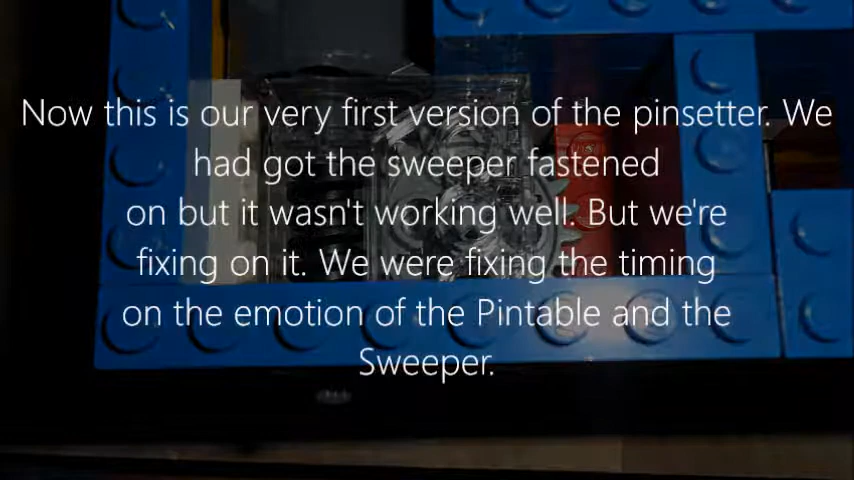 Now this is our very first version of the pinsetter. We
had got the sweeper fastened
on but it wasn't working well. But we're
fixing on it. We were fixing the timing
on the emotion of the Pintable and the
Sweeper.